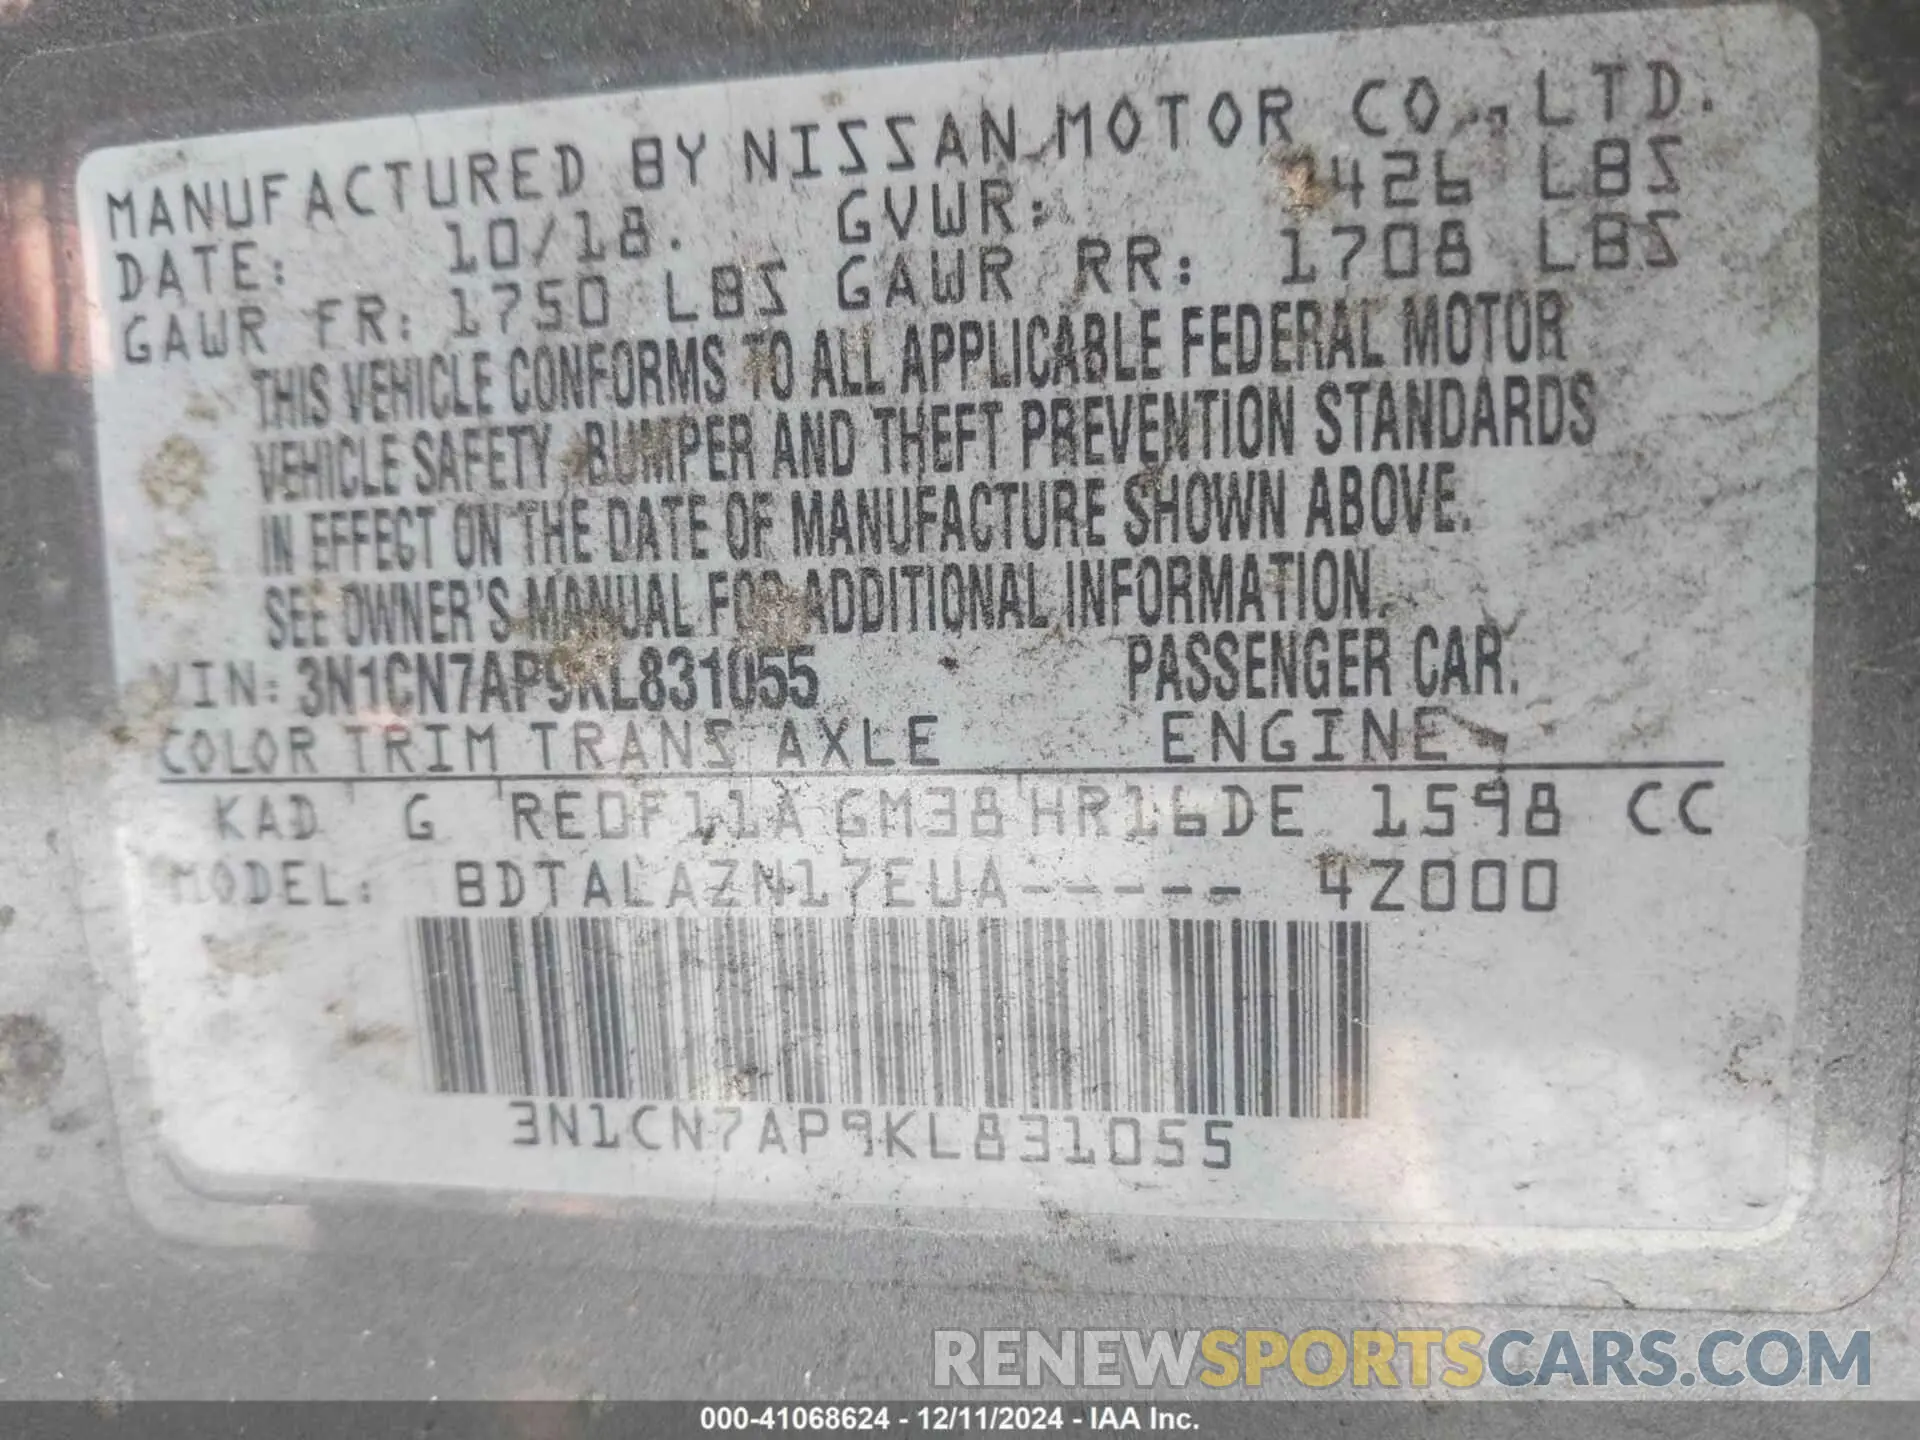 MANUFACTURED BY NISSAN MOTOR CO., LTD.
DATE: 10/18. GVWR: LBS
GAWR FR: 1750 LBS GAWR RR: 1708 LBS
THIS VEHICLE CONFORMS TO ALL APPLICABLE FEDERAL MOTOR
VEHICLE SAFETY, BUMPER AND THEFT PREVENTION STANDARDS
IN EFFECT ON THE DATE OF MANUFACTURE SHOWN ABOVE.
SEE OWNER'S MANUAL FOR ADDITIONAL INFORMATION.
VIN: 3N1CN7AP9KL831055 PASSENGER CAR.
COLOR TRIM TRANS AXLE ENGINE
KAD G RE0F11A GM38 HR16DE 1598 CC
MODEL: BDTALAZN17EUA----- 4Z000
3N1CN7AP9KL831055
RENEWSPORTSCARS.COM
000-41068624 - 12/11/2024 - IAA Inc.